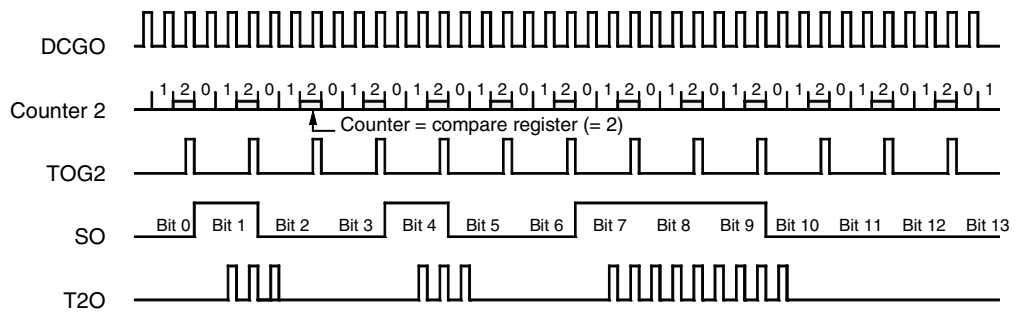 DCGO
1 2 0 1 2 0 1 2 0 1 2 0 1 2 0 1 2 0 1 2 0 1 2 0 1 2 0 1 2 0 1 2 0 1 2 0 1 2 0 1
Counter 2
Counter = compare register (= 2)
TOG2
Bit 0 Bit 1 Bit 2 Bit 3 Bit 4 Bit 5 Bit 6 Bit 7 Bit 8 Bit 9 Bit 10 Bit 11 Bit 12 Bit 13
SO
T2O